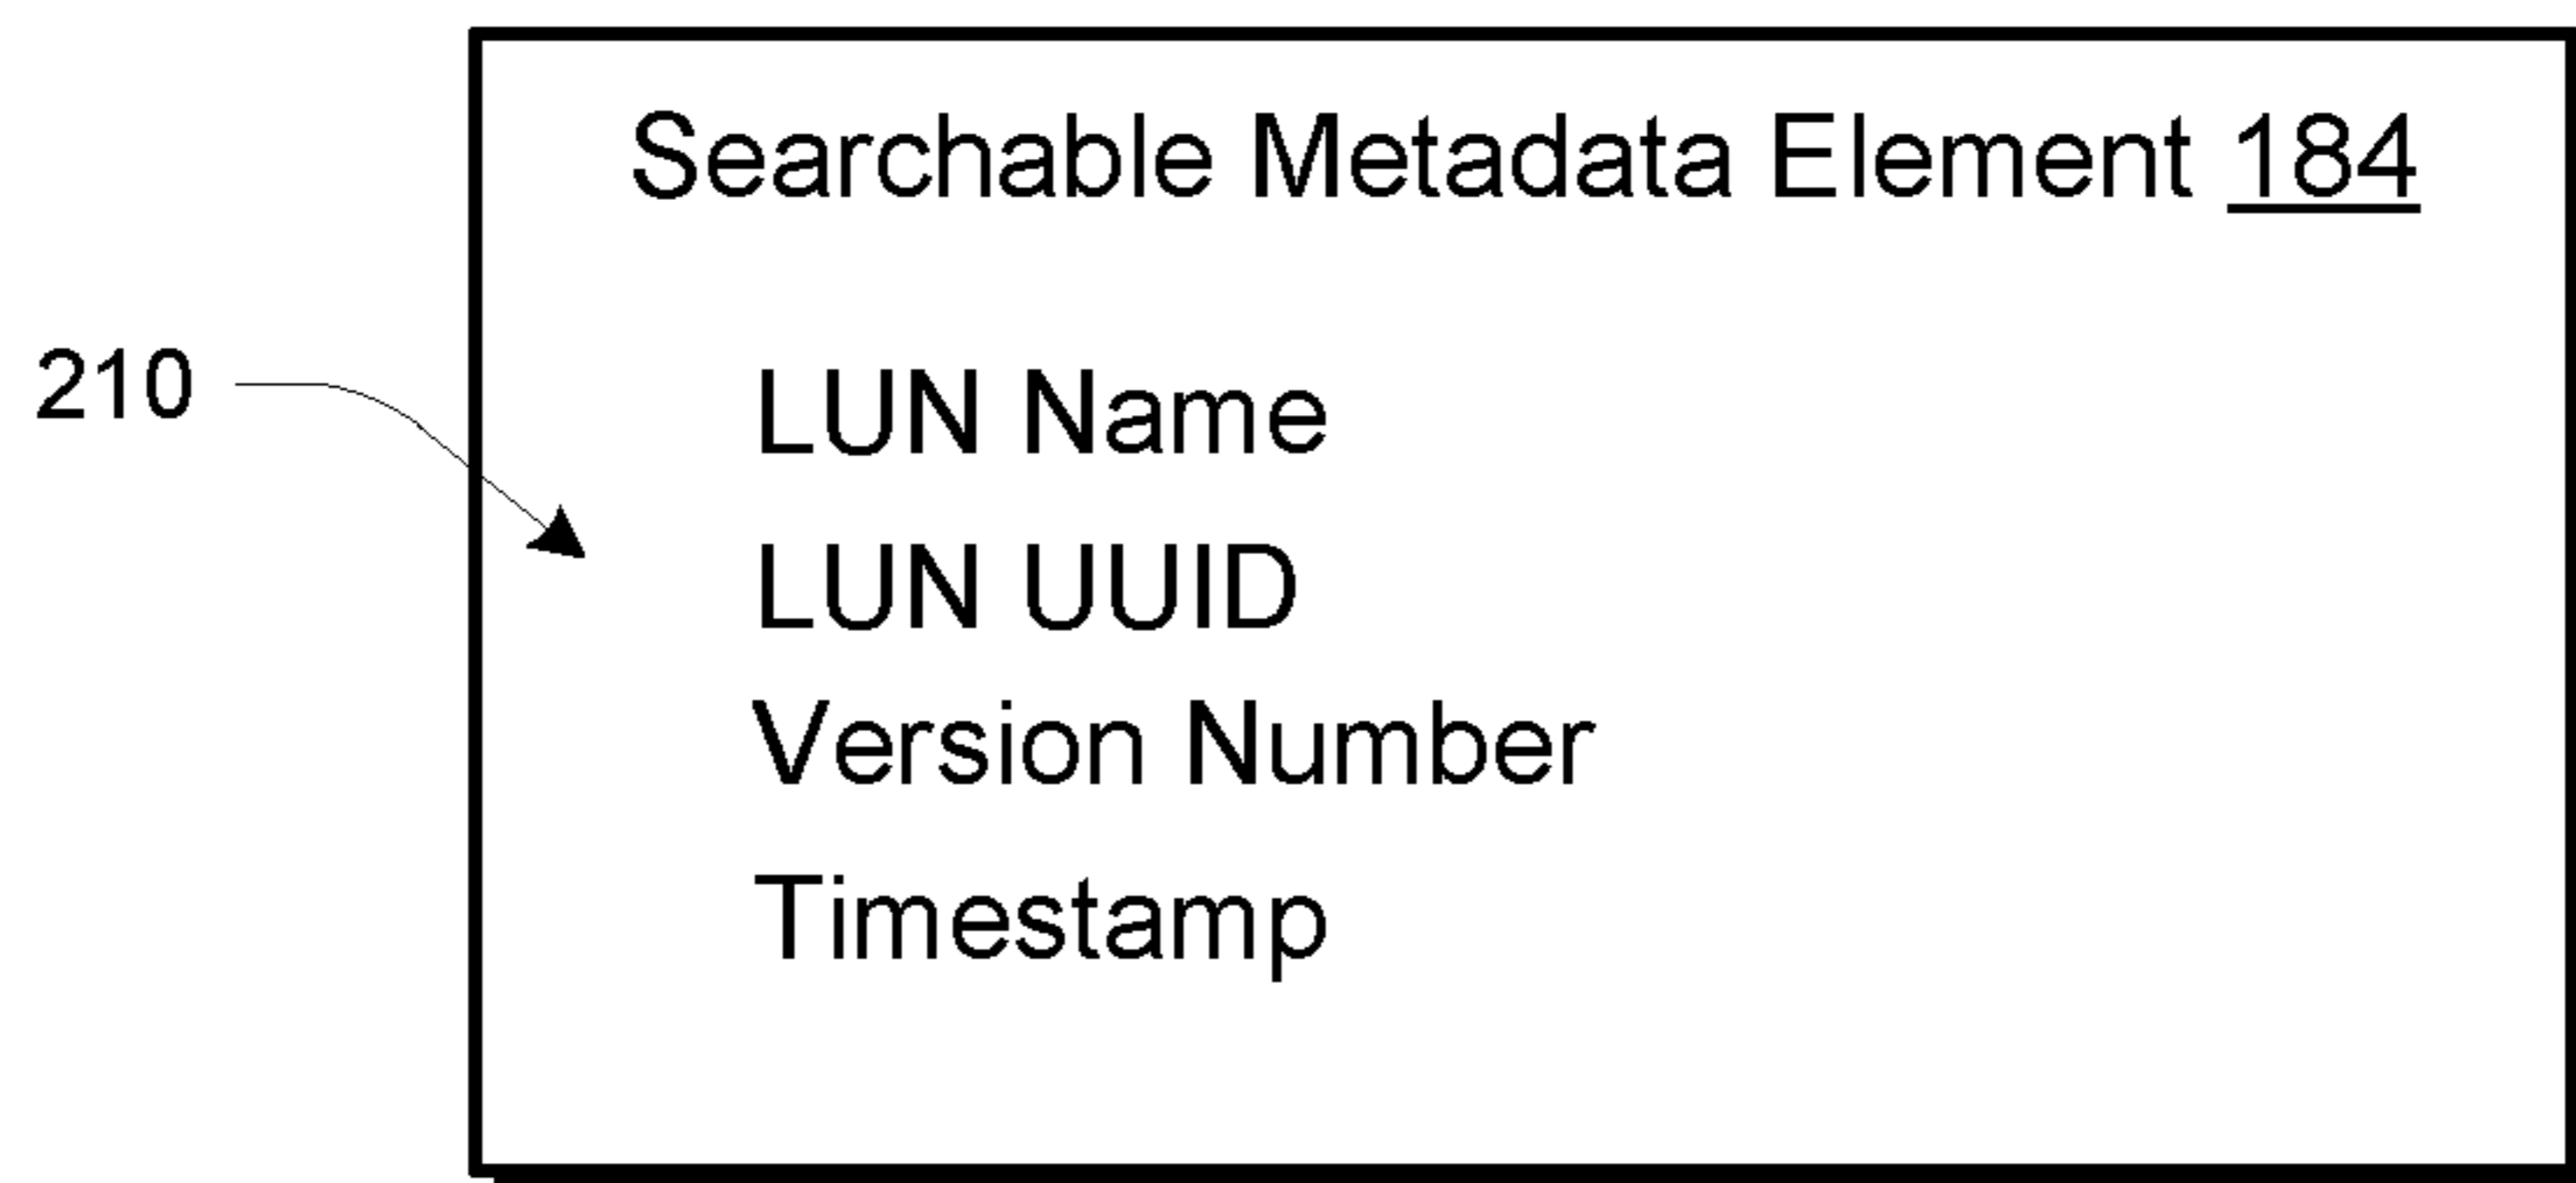 Searchable Metadata Element 184
210
LUN Name
LUN UUID
Version Number
Timestamp